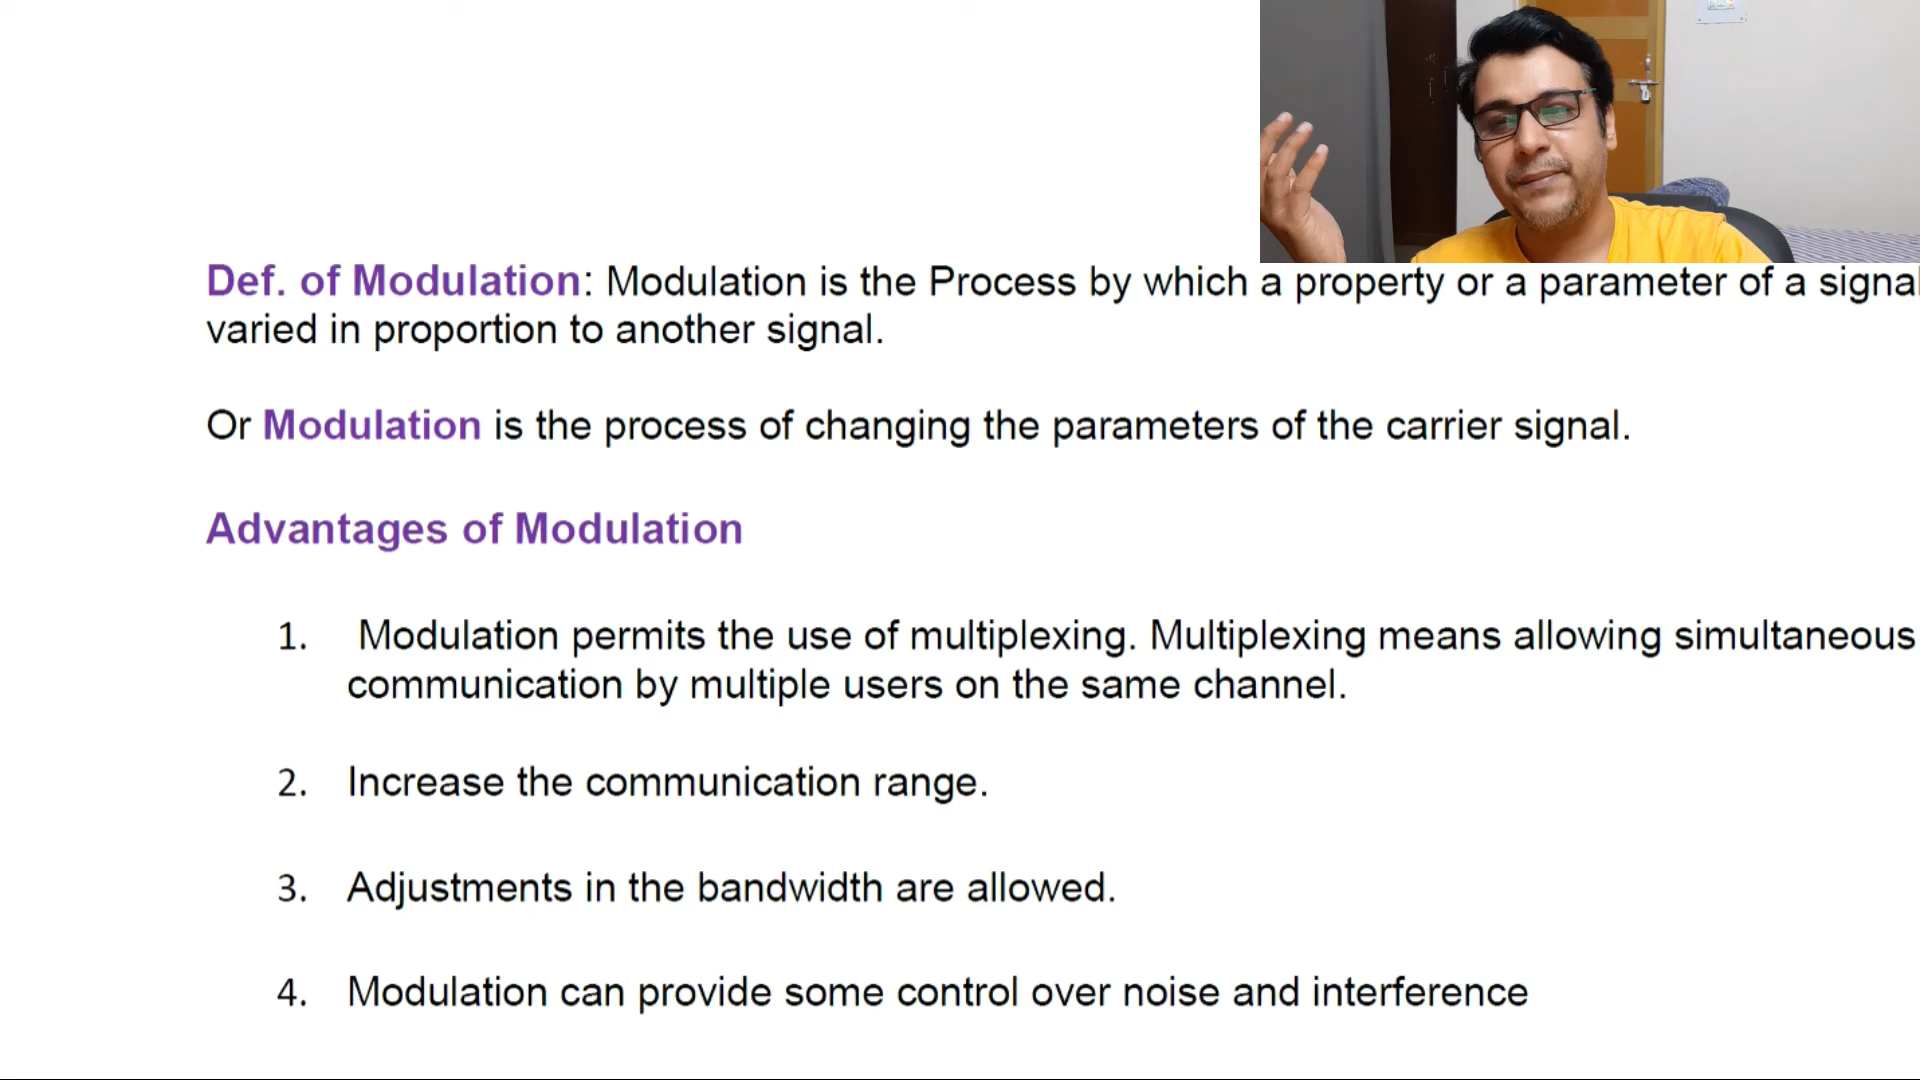 Def. of Modulation: Modulation is the Process by which a property or a parameter of a signal
varied in proportion to another signal.
Or Modulation is the process of changing the parameters of the carrier signal.
Advantages of Modulation
1. Modulation permits the use of multiplexing. Multiplexing means allowing simultaneous
communication by multiple users on the same channel.
2. Increase the communication range.
3. Adjustments in the bandwidth are allowed.
4. Modulation can provide some control over noise and interference